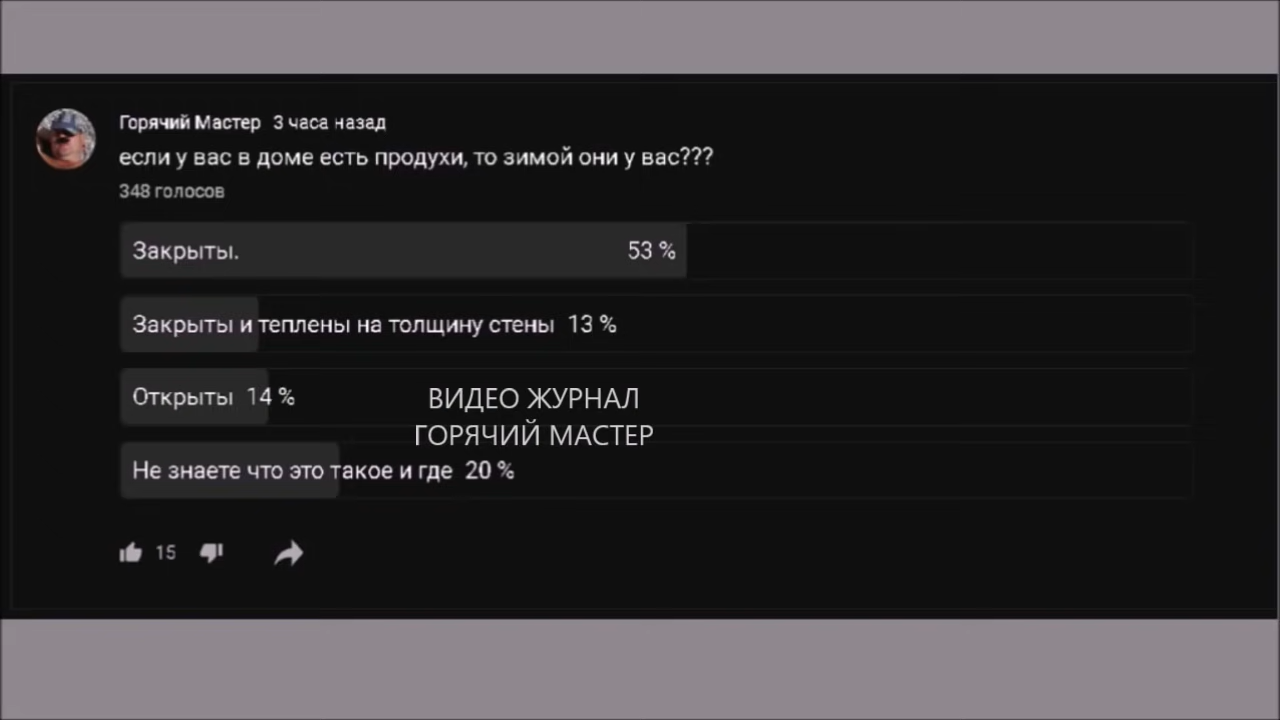 Горячий Мастер 3 часа назад
если у вас в доме есть продухи, то зимой они у вас???
348 голосов
Закрыты. 53 %
Закрыты и теплены на толщину стены 13 %
Открыты 14 %
ВИДЕО ЖУРНАЛ
ГОРЯЧИЙ МАСТЕР
Не знаете что это такое и где 20 %
15